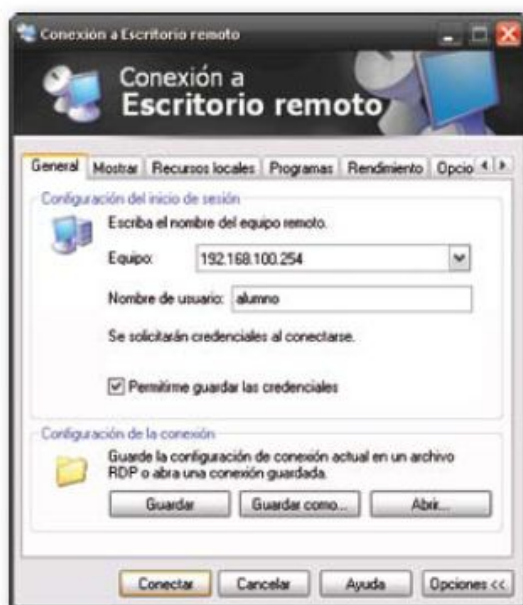 Conexión a Escritorio remoto
Conexión a
Escritorio remoto
General Mostrar Recursos locales Programas Rendimiento Opcio
Configuración del inicio de sesión
Escriba el nombre del equipo remoto.
Equipo: 192.168.100.254
Nombre de usuario: alumno
Se solicitarán credenciales al conectarse.
Permitirme guardar las credenciales
Configuración de la conexión
Guarde la configuración de conexión actual en un archivo
RDP o abra una conexión guardada.
Guardar Guardar como... Abrir...
Conectar Cancelar Ayuda Opciones <<